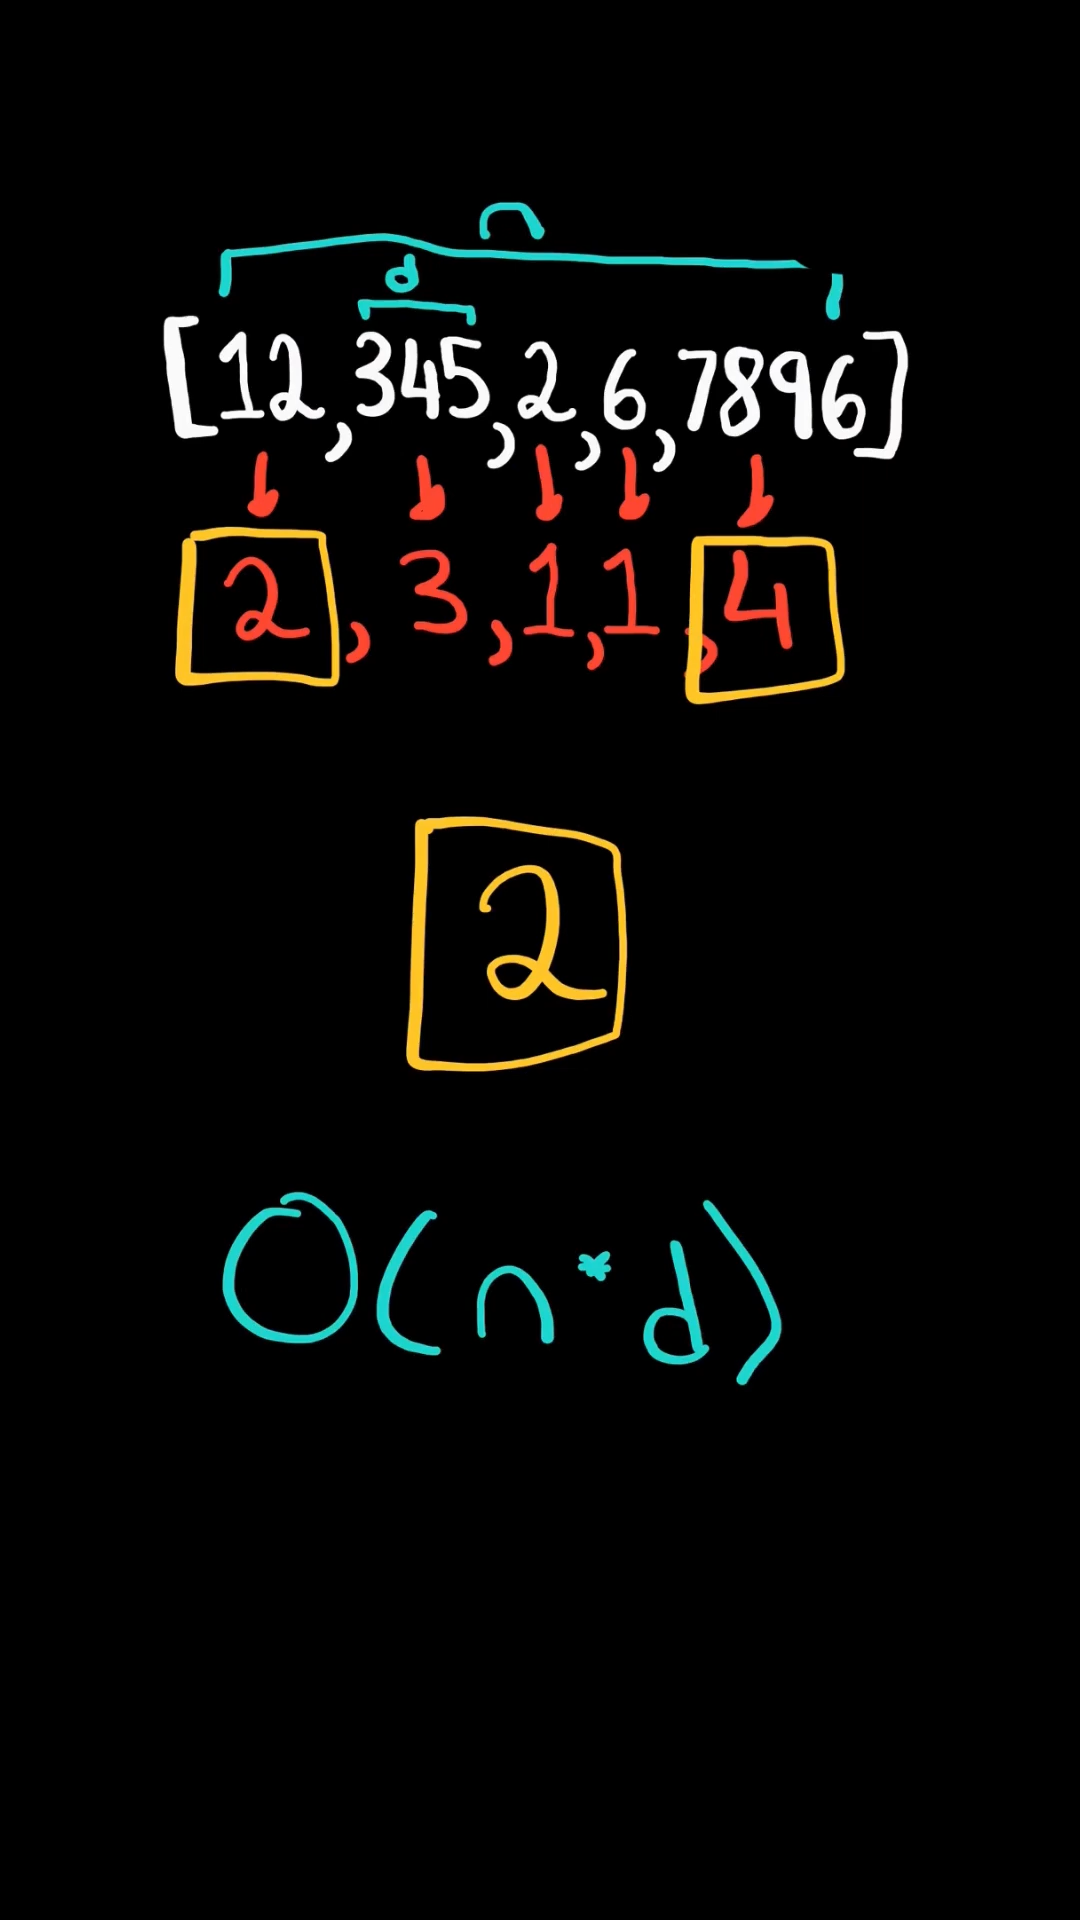 n
d
[12, 345, 2, 6, 7896]
2, 3, 1, 1, 4
2
O(n*d)